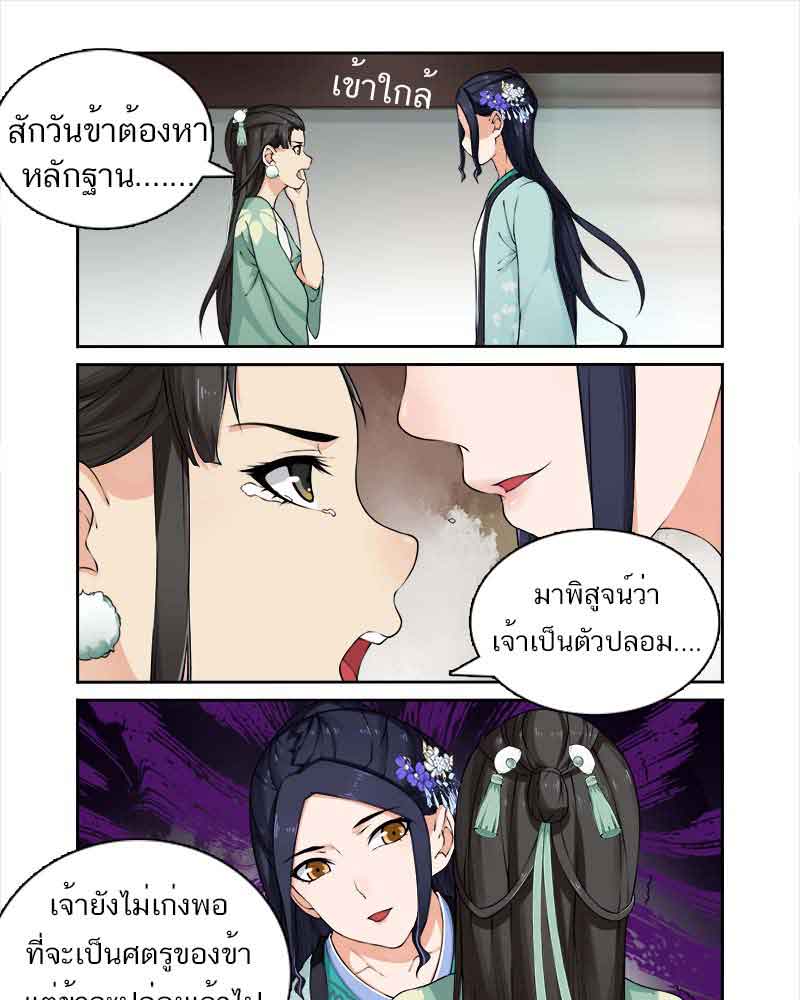 เข้าใกล้
สักวันข้าต้องหา
หลักฐาน.......
มาพิสูจน์ว่า
เจ้าเป็นตัวปลอม....
เจ้ายังไม่เก่งพอ
ที่จะเป็นศตรูของข้า